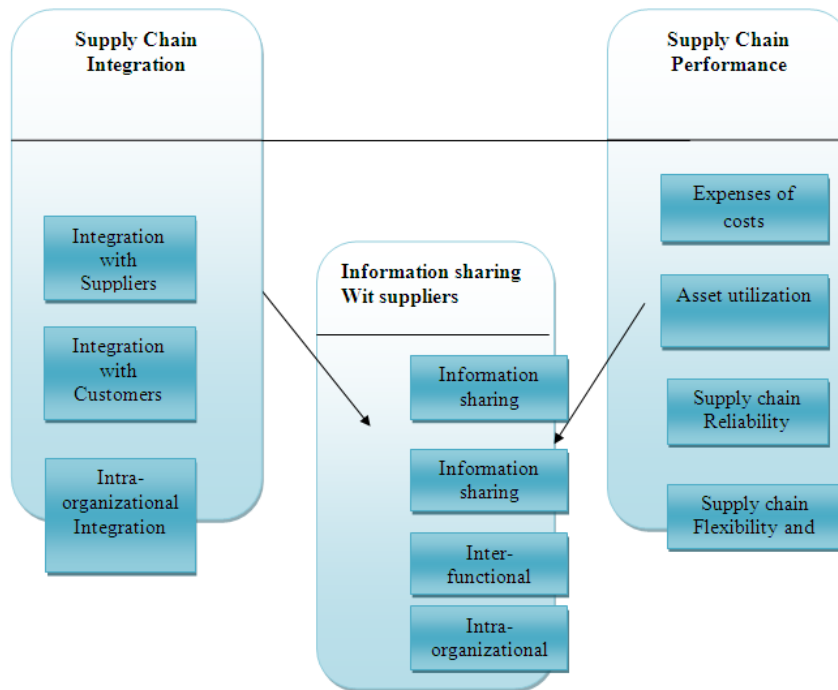 Supply Chain
Integration
Integration
with
Suppliers
Integration
with
Customers
Intra-
organizational
Integration
Information sharing
Wit suppliers
Information
sharing
Information
sharing
Inter-
functional
Intra-
organizational
Supply Chain
Performance
Expenses of
costs
Asset utilization
Supply chain
Reliability
Supply chain
Flexibility and